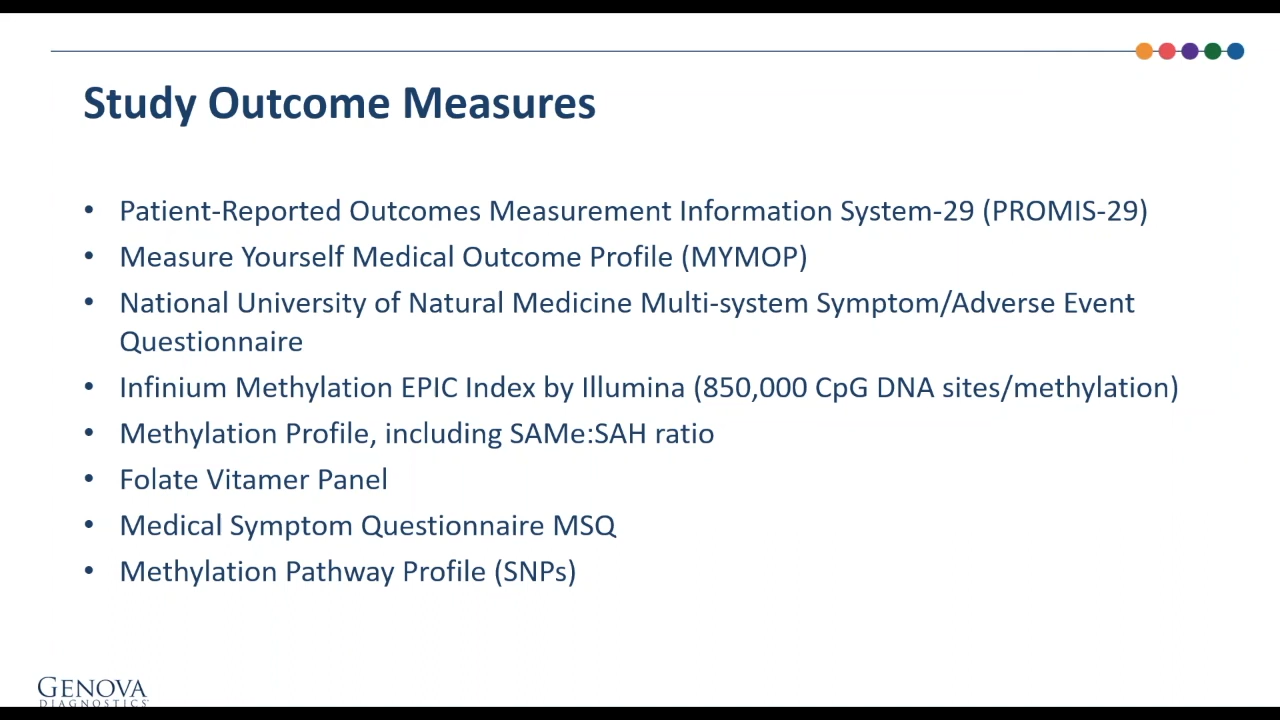 Study Outcome Measures
• Patient-Reported Outcomes Measurement Information System-29 (PROMIS-29)
• Measure Yourself Medical Outcome Profile (MYMOP)
• National University of Natural Medicine Multi-system Symptom/Adverse Event
Questionnaire
• Infinium Methylation EPIC Index by Illumina (850,000 CpG DNA sites/methylation)
• Methylation Profile, including SAMe:SAH ratio
• Folate Vitamer Panel
• Medical Symptom Questionnaire MSQ
• Methylation Pathway Profile (SNPs)
GENOVA
DIAGNOSTICS